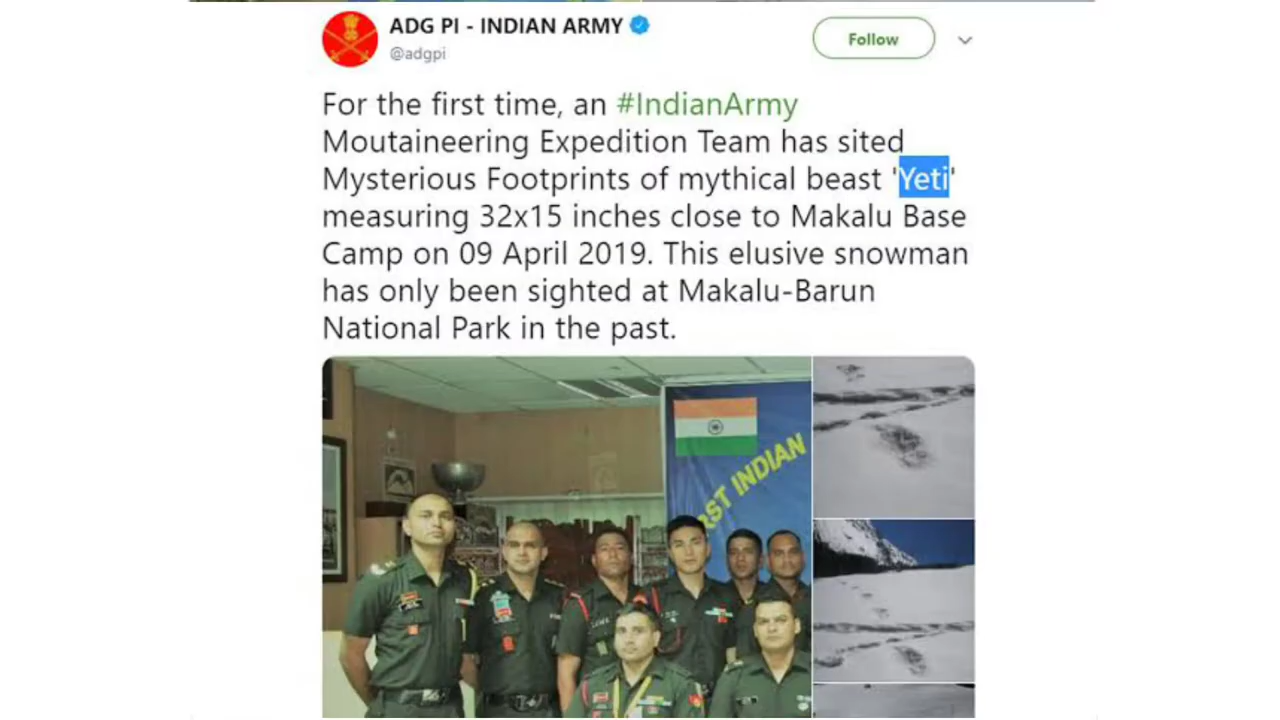 ADG PI - INDIAN ARMY
@adgpi
Follow
For the first time, an #IndianArmy
Moutaineering Expedition Team has sited
Mysterious Footprints of mythical beast 'Yeti'
measuring 32x15 inches close to Makalu Base
Camp on 09 April 2019. This elusive snowman
has only been sighted at Makalu-Barun
National Park in the past.
RST INDIAN